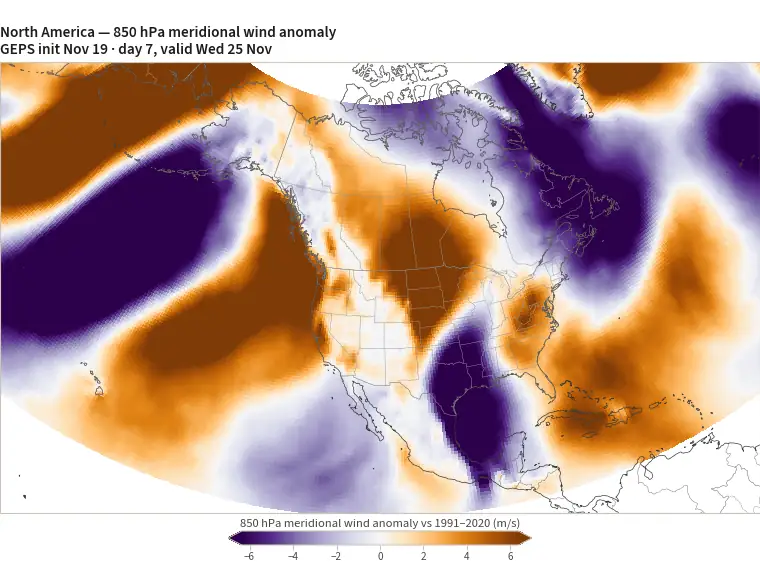 North America — 850 hPa meridional wind anomaly
GEPS init Nov 19 · day 7, valid Wed 25 Nov
850 hPa meridional wind anomaly vs 1991–2020 (m/s)
−6 −4 −2 0 2 4 6